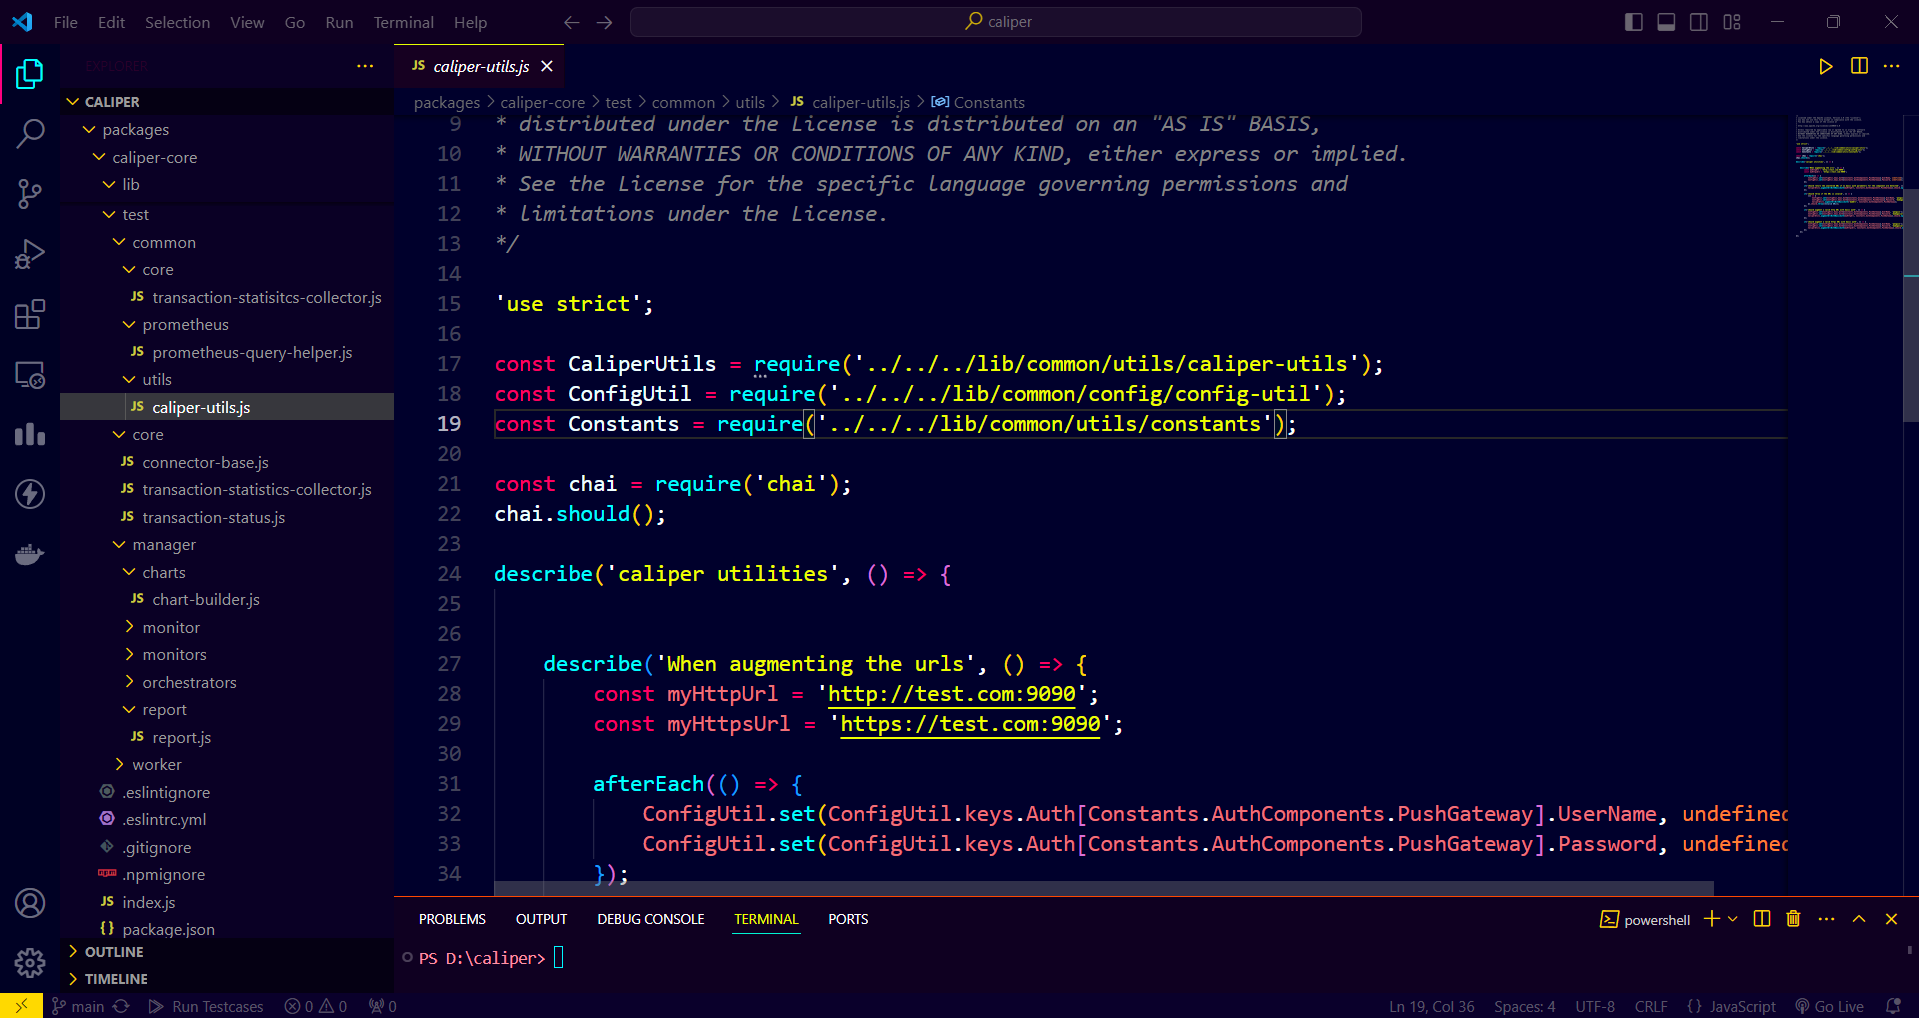 File Edit Selection View Go Run Terminal Help
caliper
EXPLORER
caliper-utils.js
packages > caliper-core > test > common > utils > JS caliper-utils.js > Constants
CALIPER
packages
caliper-core
lib
test
common
core
JS transaction-statisitcs-collector.js
prometheus
JS prometheus-query-helper.js
utils
JS caliper-utils.js
core
JS connector-base.js
JS transaction-statistics-collector.js
JS transaction-status.js
manager
charts
JS chart-builder.js
monitor
monitors
orchestrators
report
JS report.js
worker
.eslintignore
.eslintrc.yml
.gitignore
.npmignore
JS index.js
{} package.json
OUTLINE
TIMELINE
9 * distributed under the License is distributed on an "AS IS" BASIS,
10 * WITHOUT WARRANTIES OR CONDITIONS OF ANY KIND, either express or implied.
11 * See the License for the specific language governing permissions and
12 * limitations under the License.
13 */
14
15 'use strict';
16
17 const CaliperUtils = require('../../../lib/common/utils/caliper-utils');
18 const ConfigUtil = require('../../../lib/common/config/config-util');
19 const Constants = require('../../../lib/common/utils/constants');
20
21 const chai = require('chai');
22 chai.should();
23
24 describe('caliper utilities', () => {
25
26
27 describe('When augmenting the urls', () => {
28 const myHttpUrl = 'http://test.com:9090';
29 const myHttpsUrl = 'https://test.com:9090';
30
31 afterEach(() => {
32 ConfigUtil.set(ConfigUtil.keys.Auth[Constants.AuthComponents.PushGateway].UserName, undefined
33 ConfigUtil.set(ConfigUtil.keys.Auth[Constants.AuthComponents.PushGateway].Password, undefined
34 });
PROBLEMS OUTPUT DEBUG CONSOLE TERMINAL PORTS
powershell
PS D:\caliper>
main Run Testcases 0 0 0
Ln 19, Col 36 Spaces: 4 UTF-8 CRLF {} JavaScript Go Live